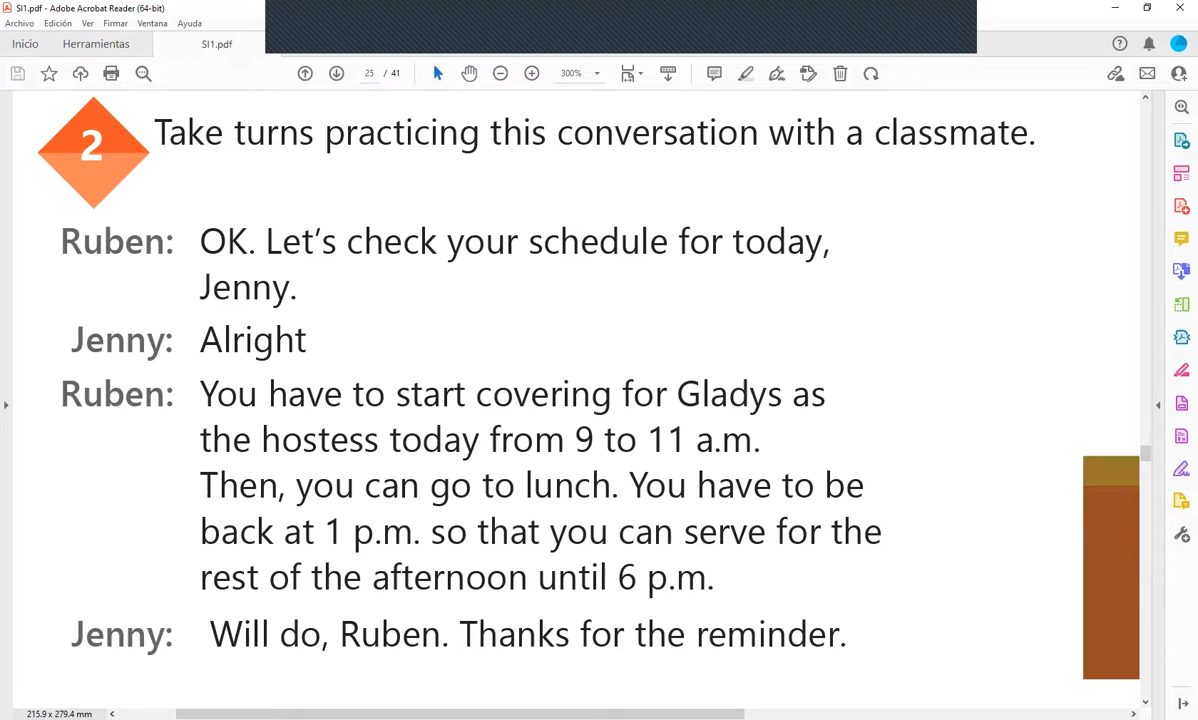 SI1.pdf - Adobe Acrobat Reader (64-bit)
Archivo Edición Ver Firmar Ventana Ayuda
Inicio Herramientas SI1.pdf
25 / 41 300%
2 Take turns practicing this conversation with a classmate.
Ruben: OK. Let's check your schedule for today,
Jenny.
Jenny: Alright
Ruben: You have to start covering for Gladys as
the hostess today from 9 to 11 a.m.
Then, you can go to lunch. You have to be
back at 1 p.m. so that you can serve for the
rest of the afternoon until 6 p.m.
Jenny: Will do, Ruben. Thanks for the reminder.
215.9 x 279.4 mm